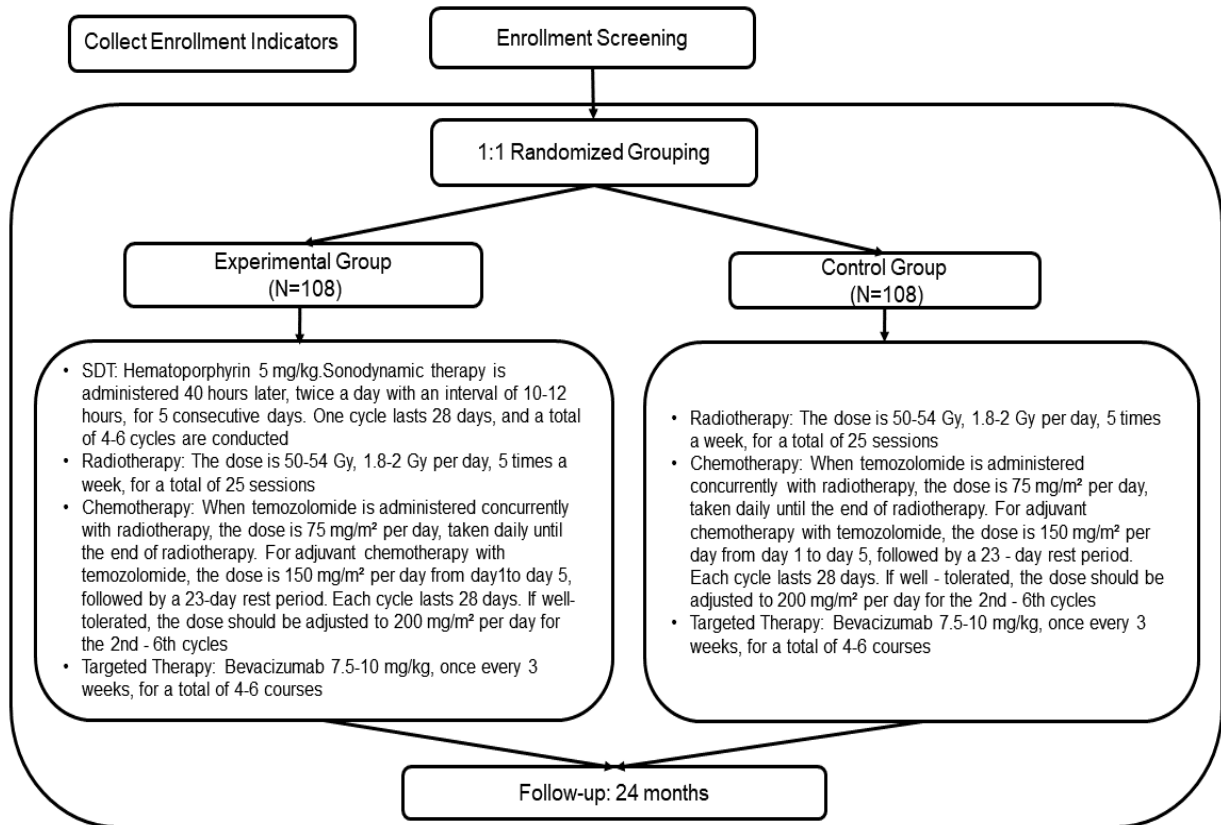 Collect Enrollment Indicators
Enrollment Screening
1:1 Randomized Grouping
Experimental Group
(N=108)
Control Group
(N=108)
• SDT: Hematoporphyrin 5 mg/kg.Sonodynamic therapy is
administered 40 hours later, twice a day with an interval of 10-12
hours, for 5 consecutive days. One cycle lasts 28 days, and a total
of 4-6 cycles are conducted
• Radiotherapy: The dose is 50-54 Gy, 1.8-2 Gy per day, 5 times a
week, for a total of 25 sessions
• Chemotherapy: When temozolomide is administered concurrently
with radiotherapy, the dose is 75 mg/m² per day, taken daily until
the end of radiotherapy. For adjuvant chemotherapy with
temozolomide, the dose is 150 mg/m² per day from day1to day 5,
followed by a 23-day rest period. Each cycle lasts 28 days. If well-
tolerated, the dose should be adjusted to 200 mg/m² per day for
the 2nd - 6th cycles
• Targeted Therapy: Bevacizumab 7.5-10 mg/kg, once every 3
weeks, for a total of 4-6 courses
• Radiotherapy: The dose is 50-54 Gy, 1.8-2 Gy per day, 5 times
a week, for a total of 25 sessions
• Chemotherapy: When temozolomide is administered
concurrently with radiotherapy, the dose is 75 mg/m² per day,
taken daily until the end of radiotherapy. For adjuvant
chemotherapy with temozolomide, the dose is 150 mg/m² per
day from day 1 to day 5, followed by a 23 - day rest period.
Each cycle lasts 28 days. If well - tolerated, the dose should be
adjusted to 200 mg/m² per day for the 2nd - 6th cycles
• Targeted Therapy: Bevacizumab 7.5-10 mg/kg, once every 3
weeks, for a total of 4-6 courses
Follow-up: 24 months